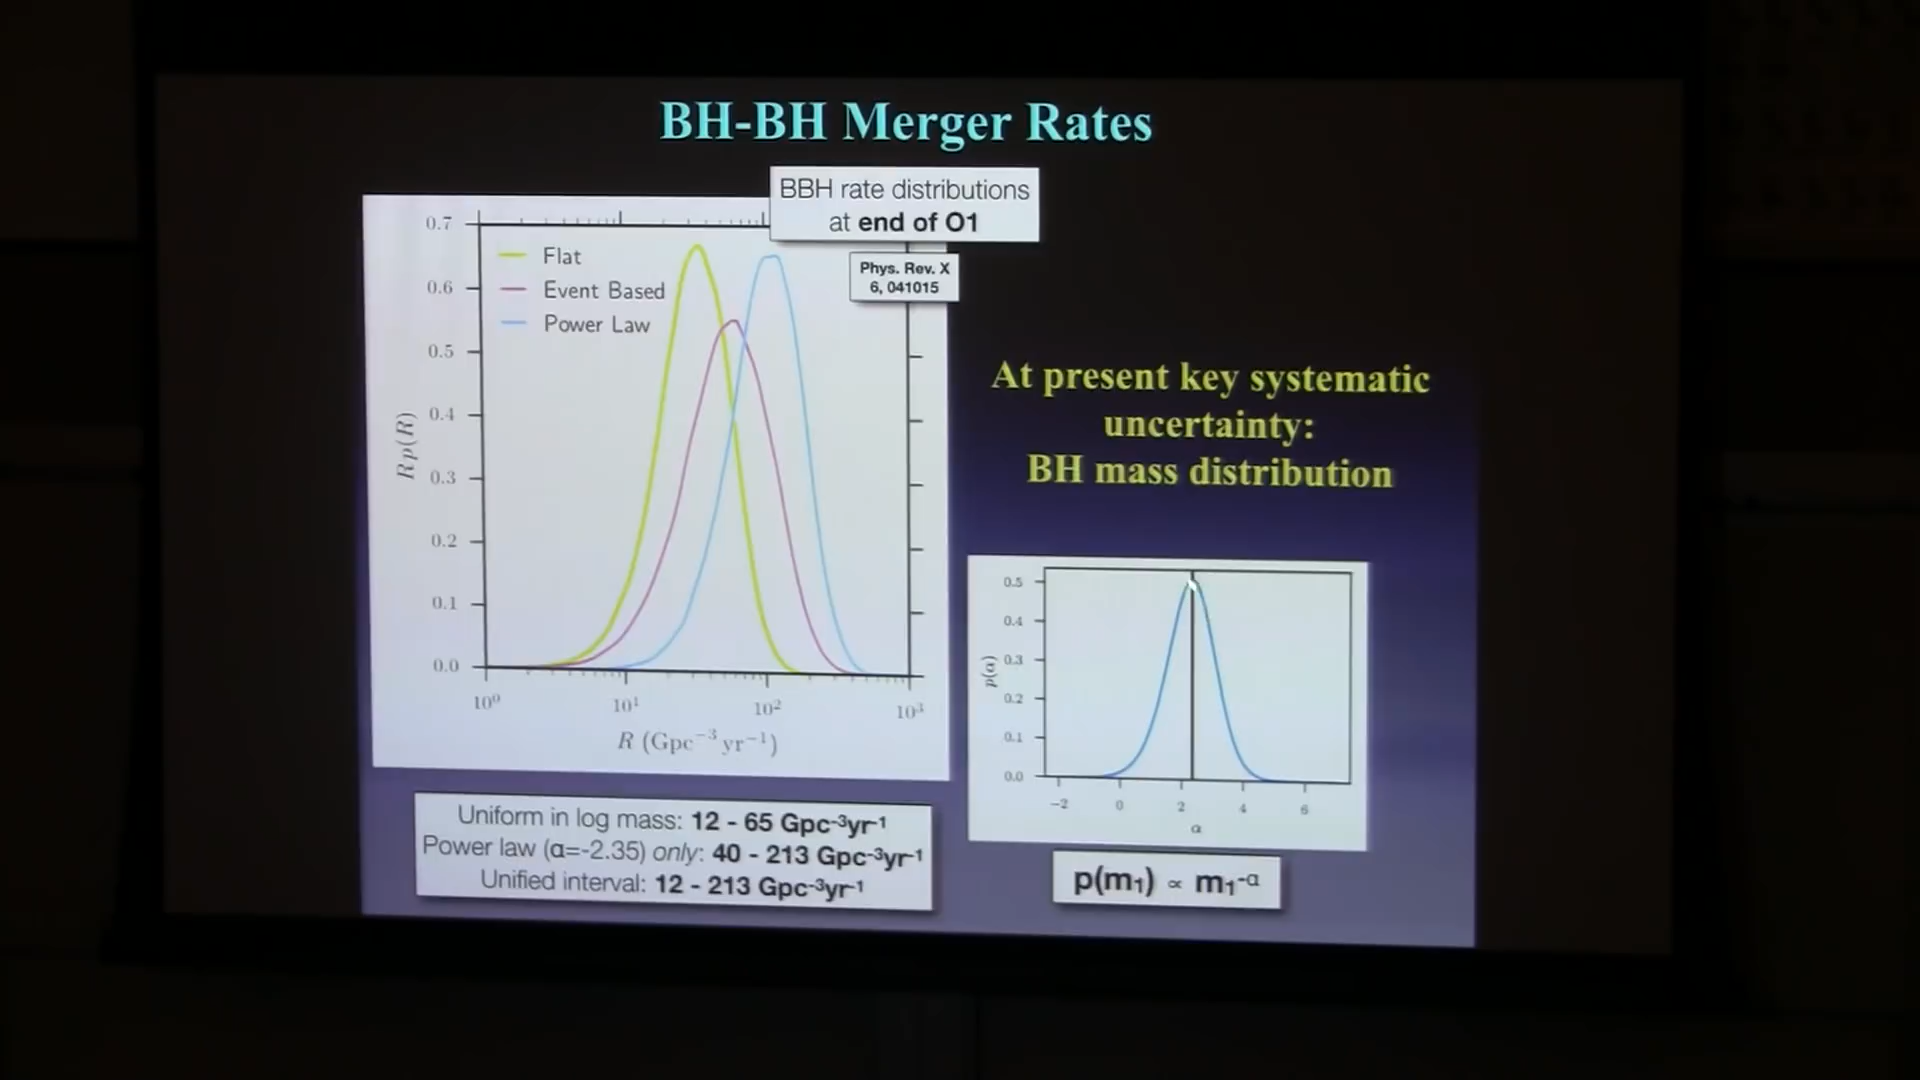 BH-BH Merger Rates
BBH rate distributions
at end of O1
Phys. Rev. X
6, 041015
Flat
Event Based
Power Law
0.7
0.6
0.5
0.4
0.3
0.2
0.1
0.0
Rp(R)
10⁰
10¹
10²
10³
R (Gpc⁻³ yr⁻¹)
Uniform in log mass: 12 - 65 Gpc⁻³yr⁻¹
Power law (α=-2.35) only: 40 - 213 Gpc⁻³yr⁻¹
Unified interval: 12 - 213 Gpc⁻³yr⁻¹
At present key systematic
uncertainty:
BH mass distribution
0.5
0.4
0.3
0.2
0.1
0.0
p(α)
−2
0
2
4
6
α
p(m₁) ∝ m₁⁻ᵅ